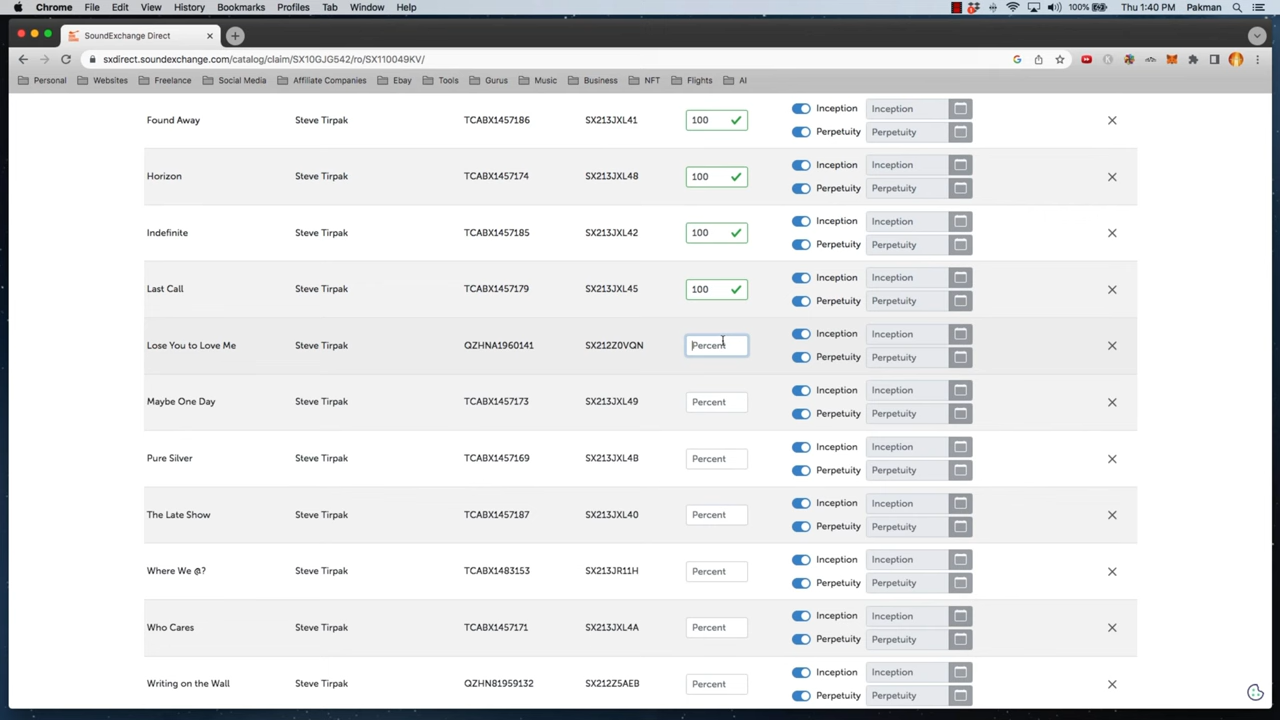 Chrome File Edit View History Bookmarks Profiles Tab Window Help 100% Thu 1:40 PM Pakman
SoundExchange Direct
sxdirect.soundexchange.com/catalog/claim/SX10GJG542/ro/SX110049KV/
Personal Websites Freelance Social Media Affiliate Companies Ebay Tools Gurus Music Business NFT Flights AI
Found Away Steve Tirpak TCABX1457186 SX213JXL41 100 Inception Inception
Perpetuity Perpetuity
Horizon Steve Tirpak TCABX1457174 SX213JXL48 100 Inception Inception
Perpetuity Perpetuity
Indefinite Steve Tirpak TCABX1457185 SX213JXL42 100 Inception Inception
Perpetuity Perpetuity
Last Call Steve Tirpak TCABX1457179 SX213JXL45 100 Inception Inception
Perpetuity Perpetuity
Lose You to Love Me Steve Tirpak QZHNA1960141 SX212Z0VQN Percent Inception Inception
Perpetuity Perpetuity
Maybe One Day Steve Tirpak TCABX1457173 SX213JXL49 Percent Inception Inception
Perpetuity Perpetuity
Pure Silver Steve Tirpak TCABX1457169 SX213JXL4B Percent Inception Inception
Perpetuity Perpetuity
The Late Show Steve Tirpak TCABX1457187 SX213JXL40 Percent Inception Inception
Perpetuity Perpetuity
Where We @? Steve Tirpak TCABX1483153 SX213JR11H Percent Inception Inception
Perpetuity Perpetuity
Who Cares Steve Tirpak TCABX1457171 SX213JXL4A Percent Inception Inception
Perpetuity Perpetuity
Writing on the Wall Steve Tirpak QZHN81959132 SX212Z5AEB Percent Inception Inception
Perpetuity Perpetuity